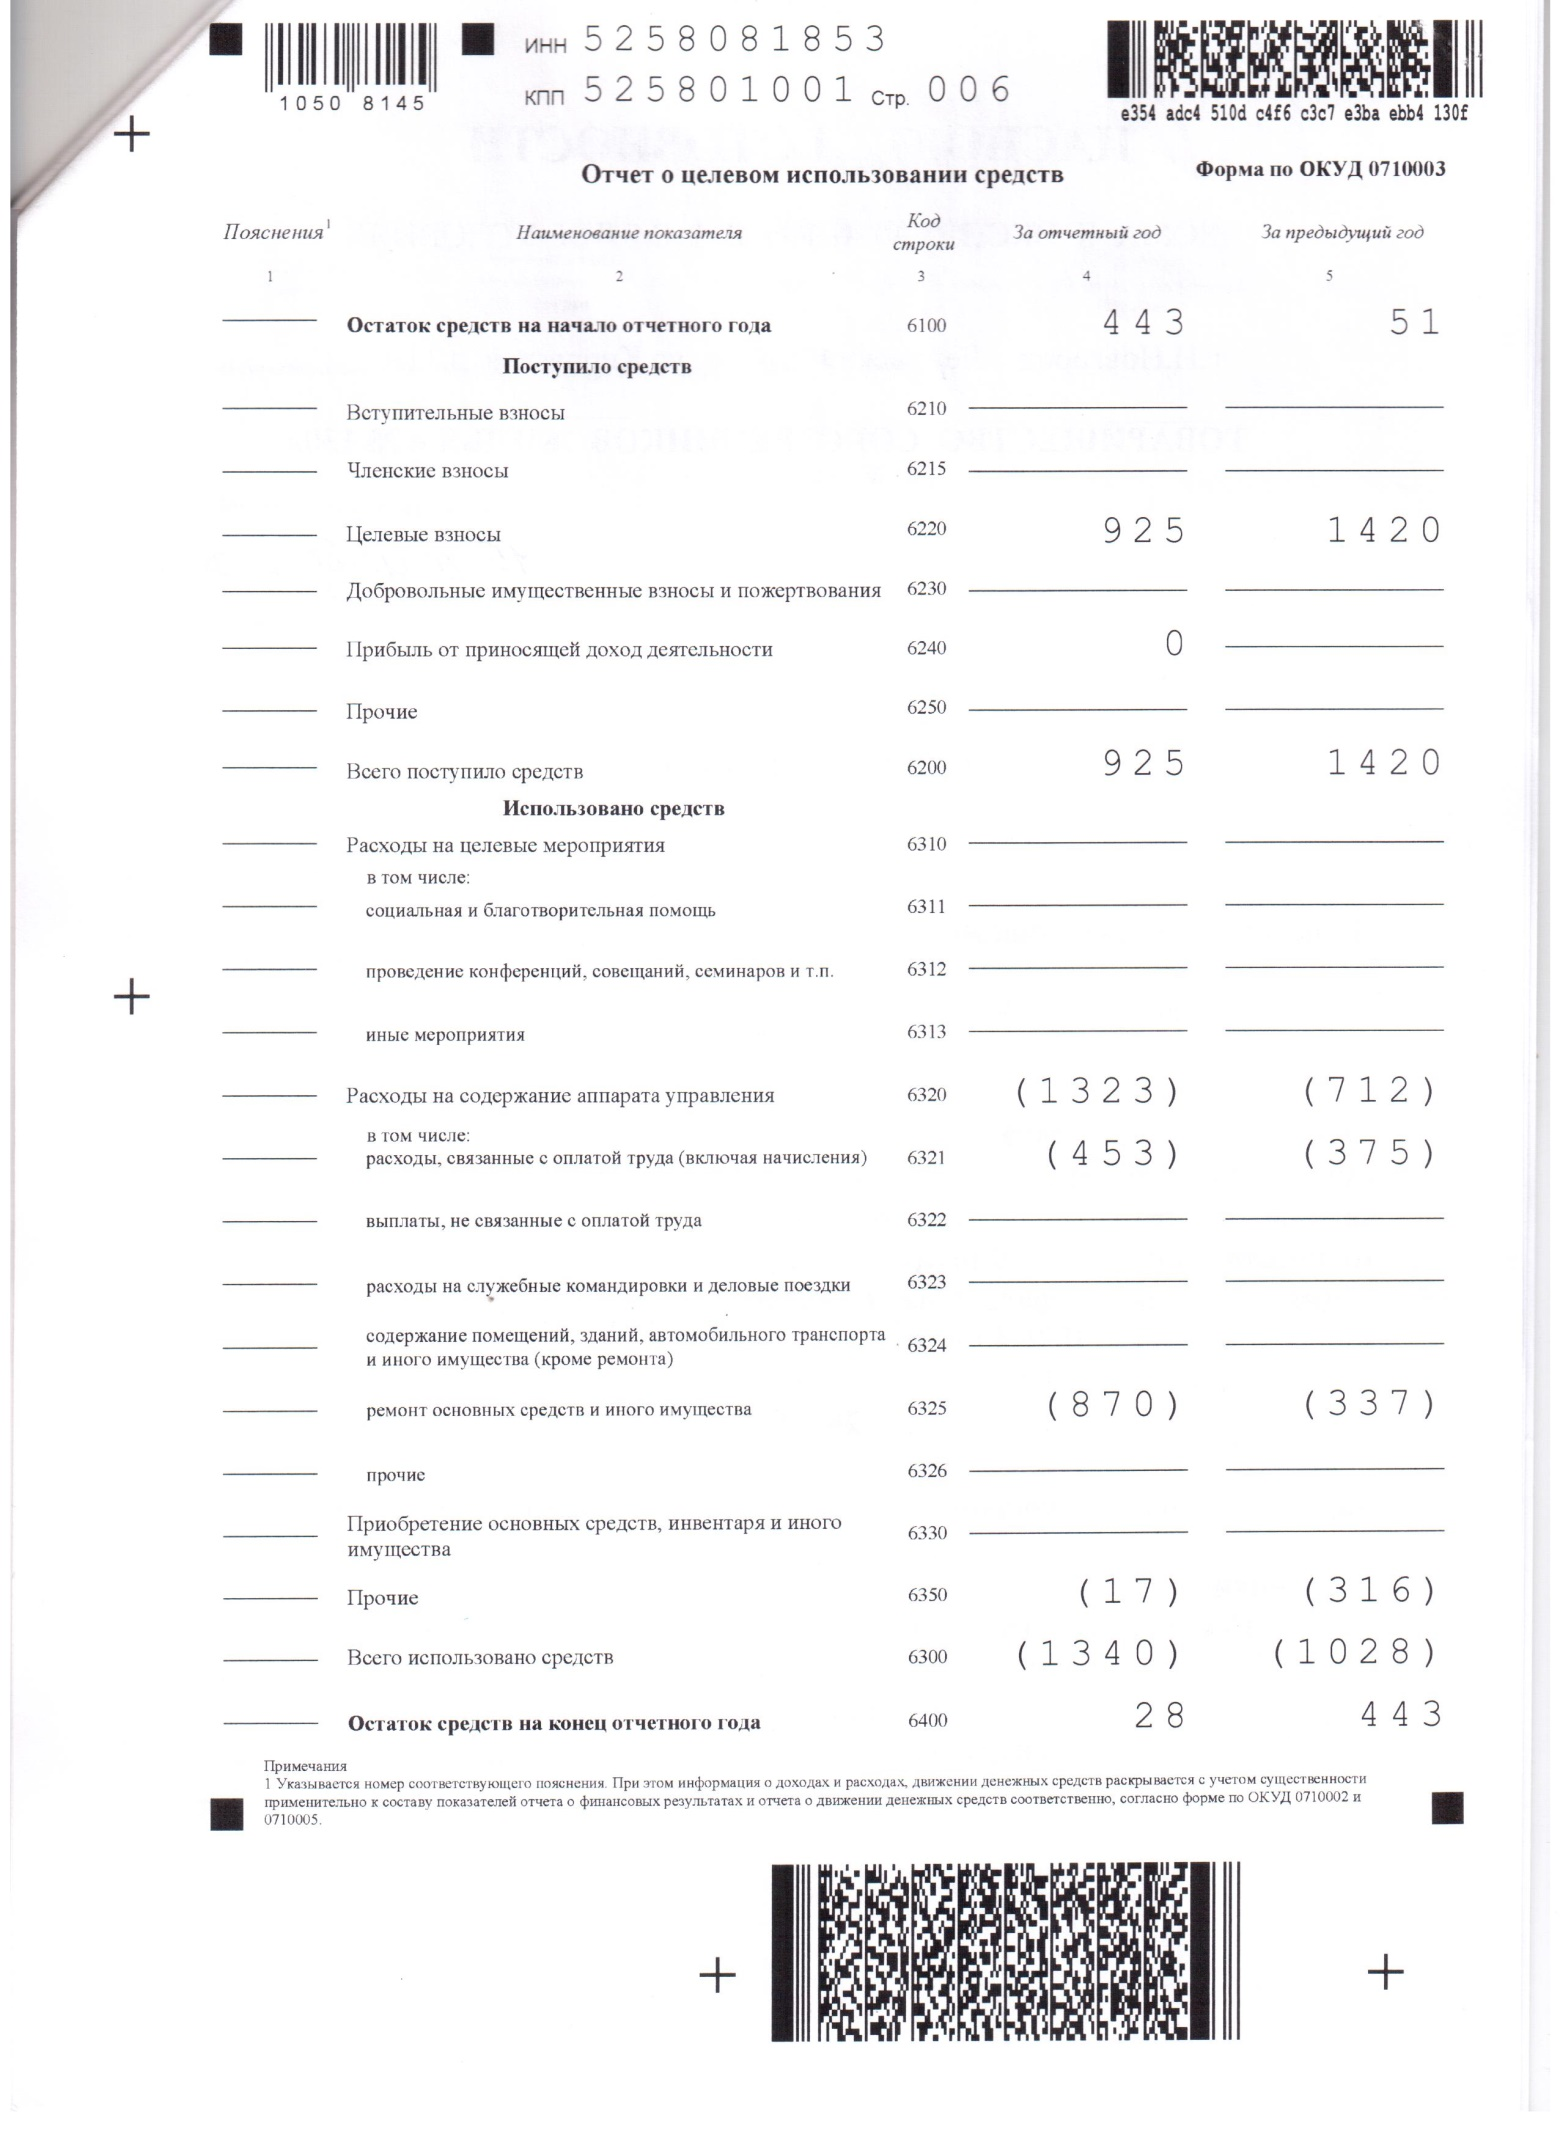 ИНН 5258081853
1050 8145
КПП 525801001 Стр. 006
e354 adc4 510d c4f6 c3c7 e3ba ebb4 130f
Отчет о целевом использовании средств
Форма по ОКУД 0710003
Пояснения 1 Наименование показателя Код строки За отчетный год За предыдущий год
1 2 3 4 5
Остаток средств на начало отчетного года 6100 443 51
Поступило средств
Вступительные взносы 6210
Членские взносы 6215
Целевые взносы 6220 925 1420
Добровольные имущественные взносы и пожертвования 6230
Прибыль от приносящей доход деятельности 6240 0
Прочие 6250
Всего поступило средств 6200 925 1420
Использовано средств
Расходы на целевые мероприятия 6310
в том числе:
социальная и благотворительная помощь 6311
проведение конференций, совещаний, семинаров и т.п. 6312
иные мероприятия 6313
Расходы на содержание аппарата управления 6320 (1323) (712)
в том числе:
расходы, связанные с оплатой труда (включая начисления) 6321 (453) (375)
выплаты, не связанные с оплатой труда 6322
расходы на служебные командировки и деловые поездки 6323
содержание помещений, зданий, автомобильного транспорта
и иного имущества (кроме ремонта) 6324
ремонт основных средств и иного имущества 6325 (870) (337)
прочие 6326
Приобретение основных средств, инвентаря и иного
имущества 6330
Прочие 6350 (17) (316)
Всего использовано средств 6300 (1340) (1028)
Остаток средств на конец отчетного года 6400 28 443
Примечания
1 Указывается номер соответствующего пояснения. При этом информация о доходах и расходах, движении денежных средств раскрывается с учетом существенности
применительно к составу показателей отчета о финансовых результатах и отчета о движении денежных средств соответственно, согласно форме по ОКУД 0710002 и
0710005.